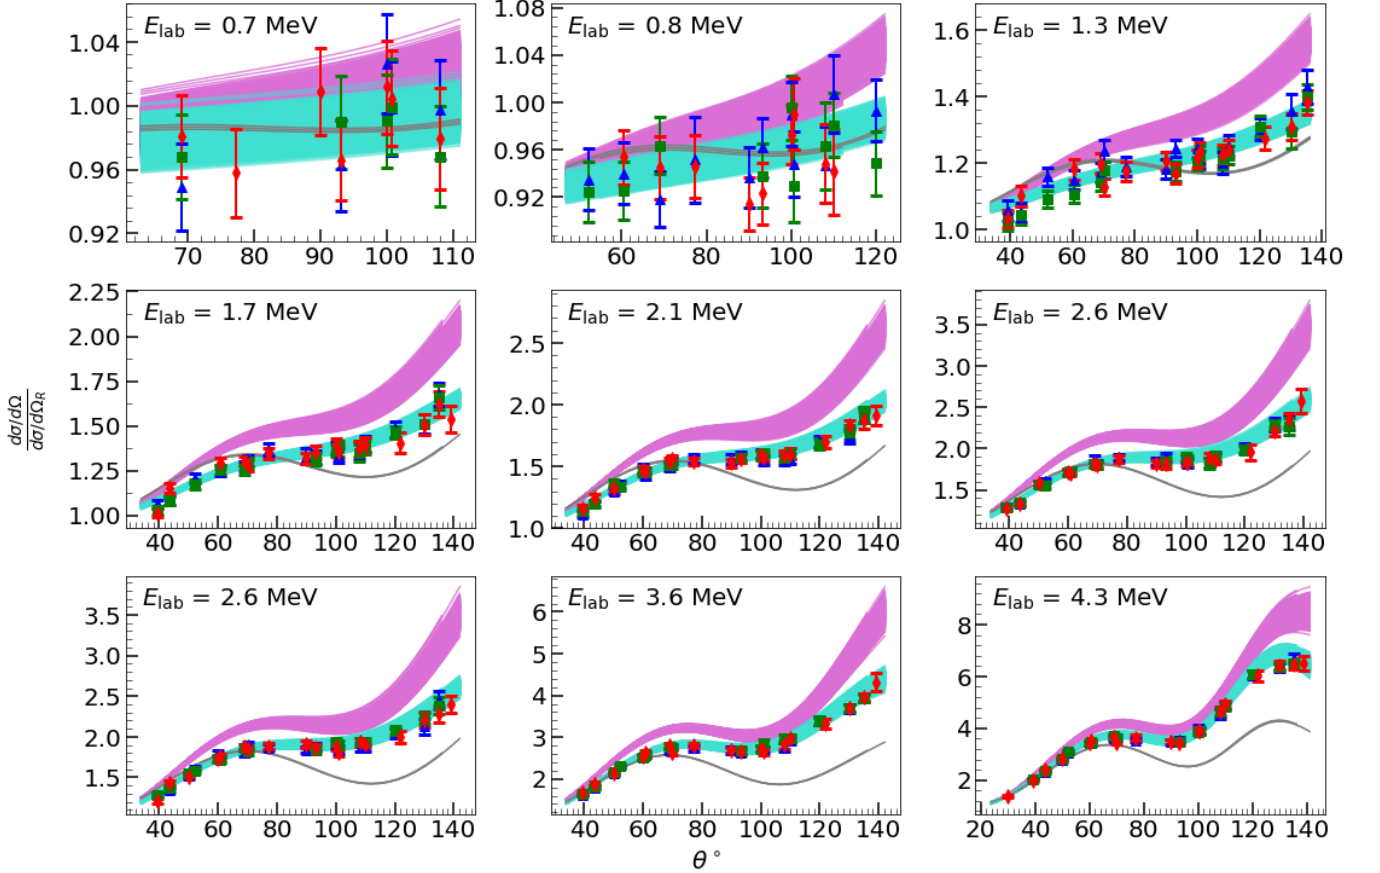 E_lab = 0.7 MeV
1.04
1.00
0.96
0.92
70 80 90 100 110
E_lab = 0.8 MeV
1.08
1.04
1.00
0.96
0.92
60 80 100 120
E_lab = 1.3 MeV
1.6
1.4
1.2
1.0
40 60 80 100 120 140
E_lab = 1.7 MeV
2.25
2.00
1.75
1.50
1.25
1.00
40 60 80 100 120 140
E_lab = 2.1 MeV
2.5
2.0
1.5
1.0
40 60 80 100 120 140
E_lab = 2.6 MeV
3.5
3.0
2.5
2.0
1.5
40 60 80 100 120 140
dσ/dΩ
dσ/dΩ_R
E_lab = 2.6 MeV
3.5
3.0
2.5
2.0
1.5
40 60 80 100 120 140
E_lab = 3.6 MeV
6
5
4
3
2
40 60 80 100 120 140
E_lab = 4.3 MeV
8
6
4
2
20 40 60 80 100 120 140
θ°